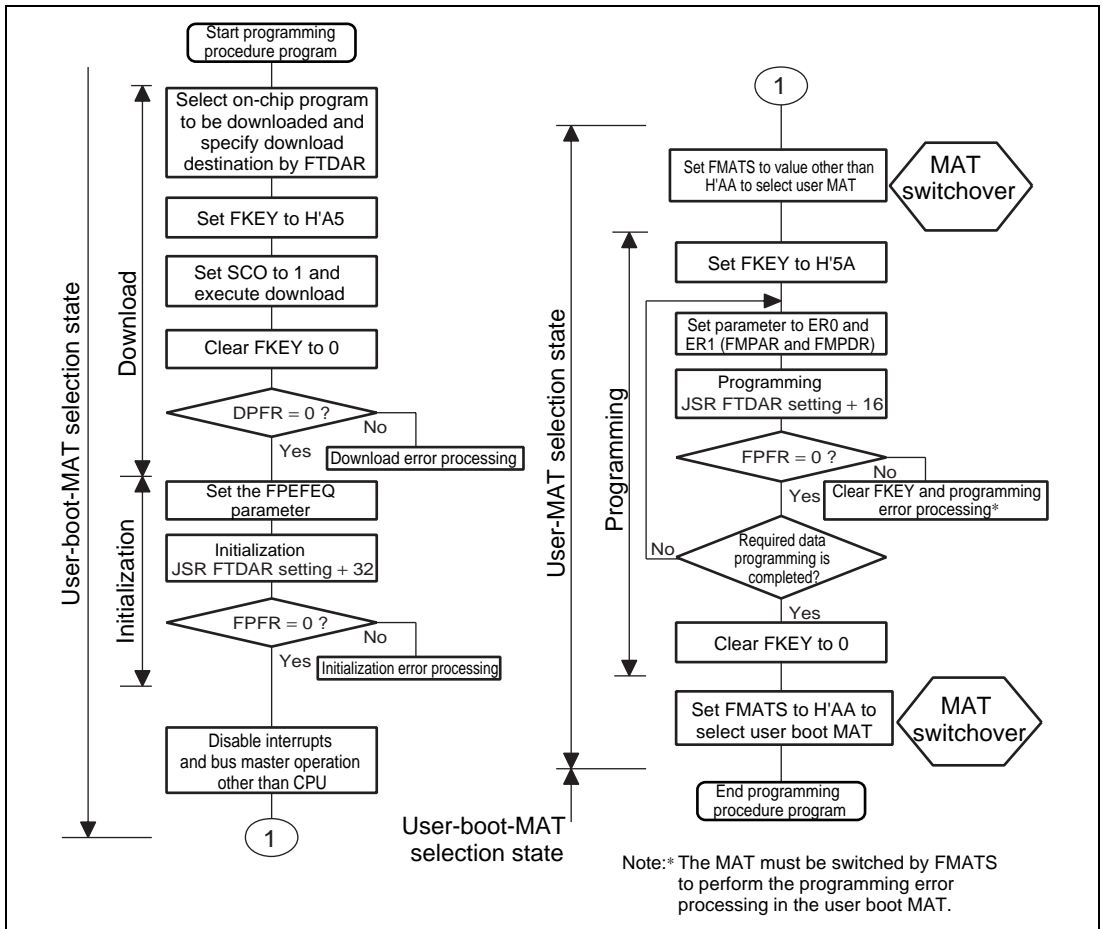 Start programming
procedure program
User-boot-MAT selection state
Download
Select on-chip program
to be downloaded and
specify download
destination by FTDAR
Set FKEY to H'A5
Set SCO to 1 and
execute download
Clear FKEY to 0
DPFR = 0 ?
No
Yes
Download error processing
Initialization
Set the FPEFEQ
parameter
Initialization
JSR FTDAR setting + 32
FPFR = 0 ?
No
Yes
Initialization error processing
Disable interrupts
and bus master operation
other than CPU
1
1
User-MAT selection state
Set FMATS to value other than
H'AA to select user MAT
MAT
switchover
Programming
Set FKEY to H'5A
Set parameter to ER0 and
ER1 (FMPAR and FMPDR)
Programming
JSR FTDAR setting + 16
FPFR = 0 ?
No
Yes
Clear FKEY and programming
error processing*
No
Required data
programming is
completed?
Yes
Clear FKEY to 0
Set FMATS to H'AA to
select user boot MAT
MAT
switchover
End programming
procedure program
User-boot-MAT
selection state
Note:* The MAT must be switched by FMATS
to perform the programming error
processing in the user boot MAT.